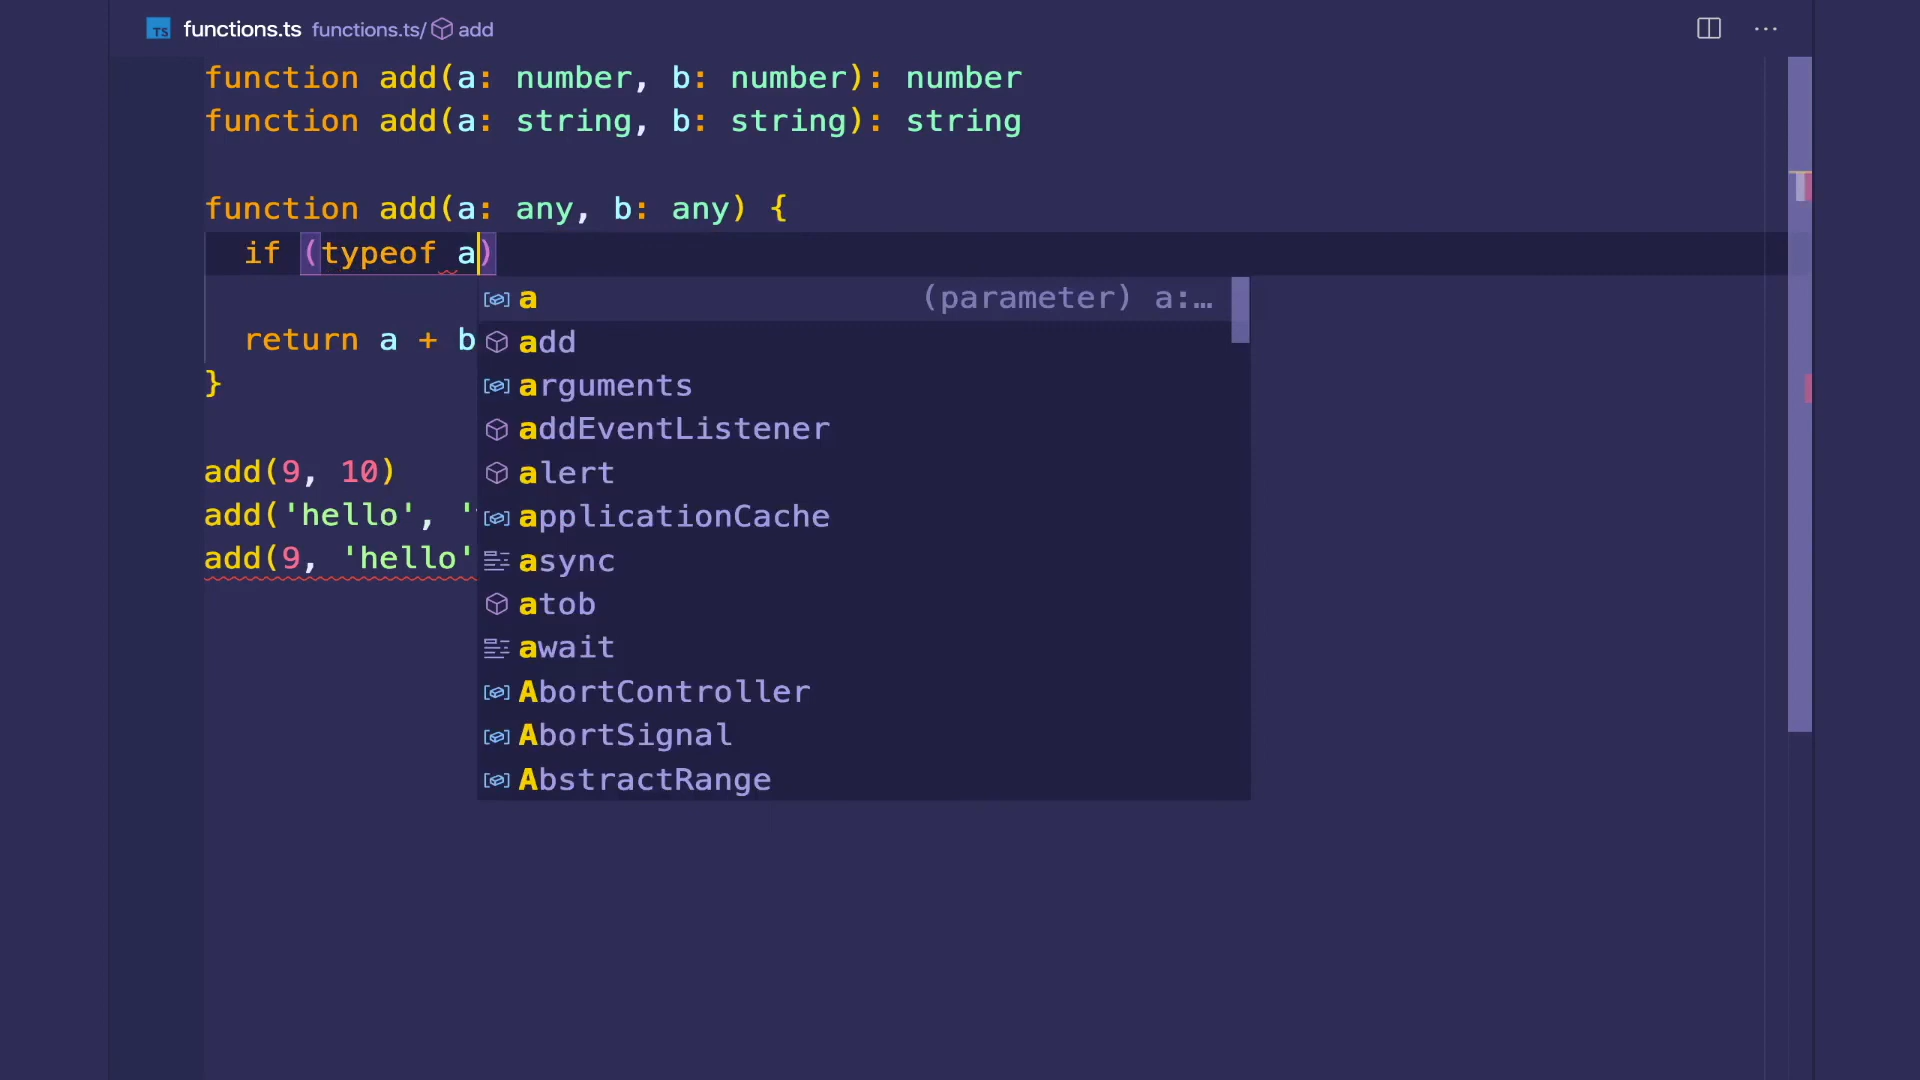 TS functions.ts functions.ts/ add
function add(a: number, b: number): number
function add(a: string, b: string): string
function add(a: any, b: any) {
if (typeof a)
a (parameter) a:…
add
return a + b
arguments
}
addEventListener
alert
add(9, 10)
applicationCache
add('hello', '
async
add(9, 'hello'
atob
await
AbortController
AbortSignal
AbstractRange